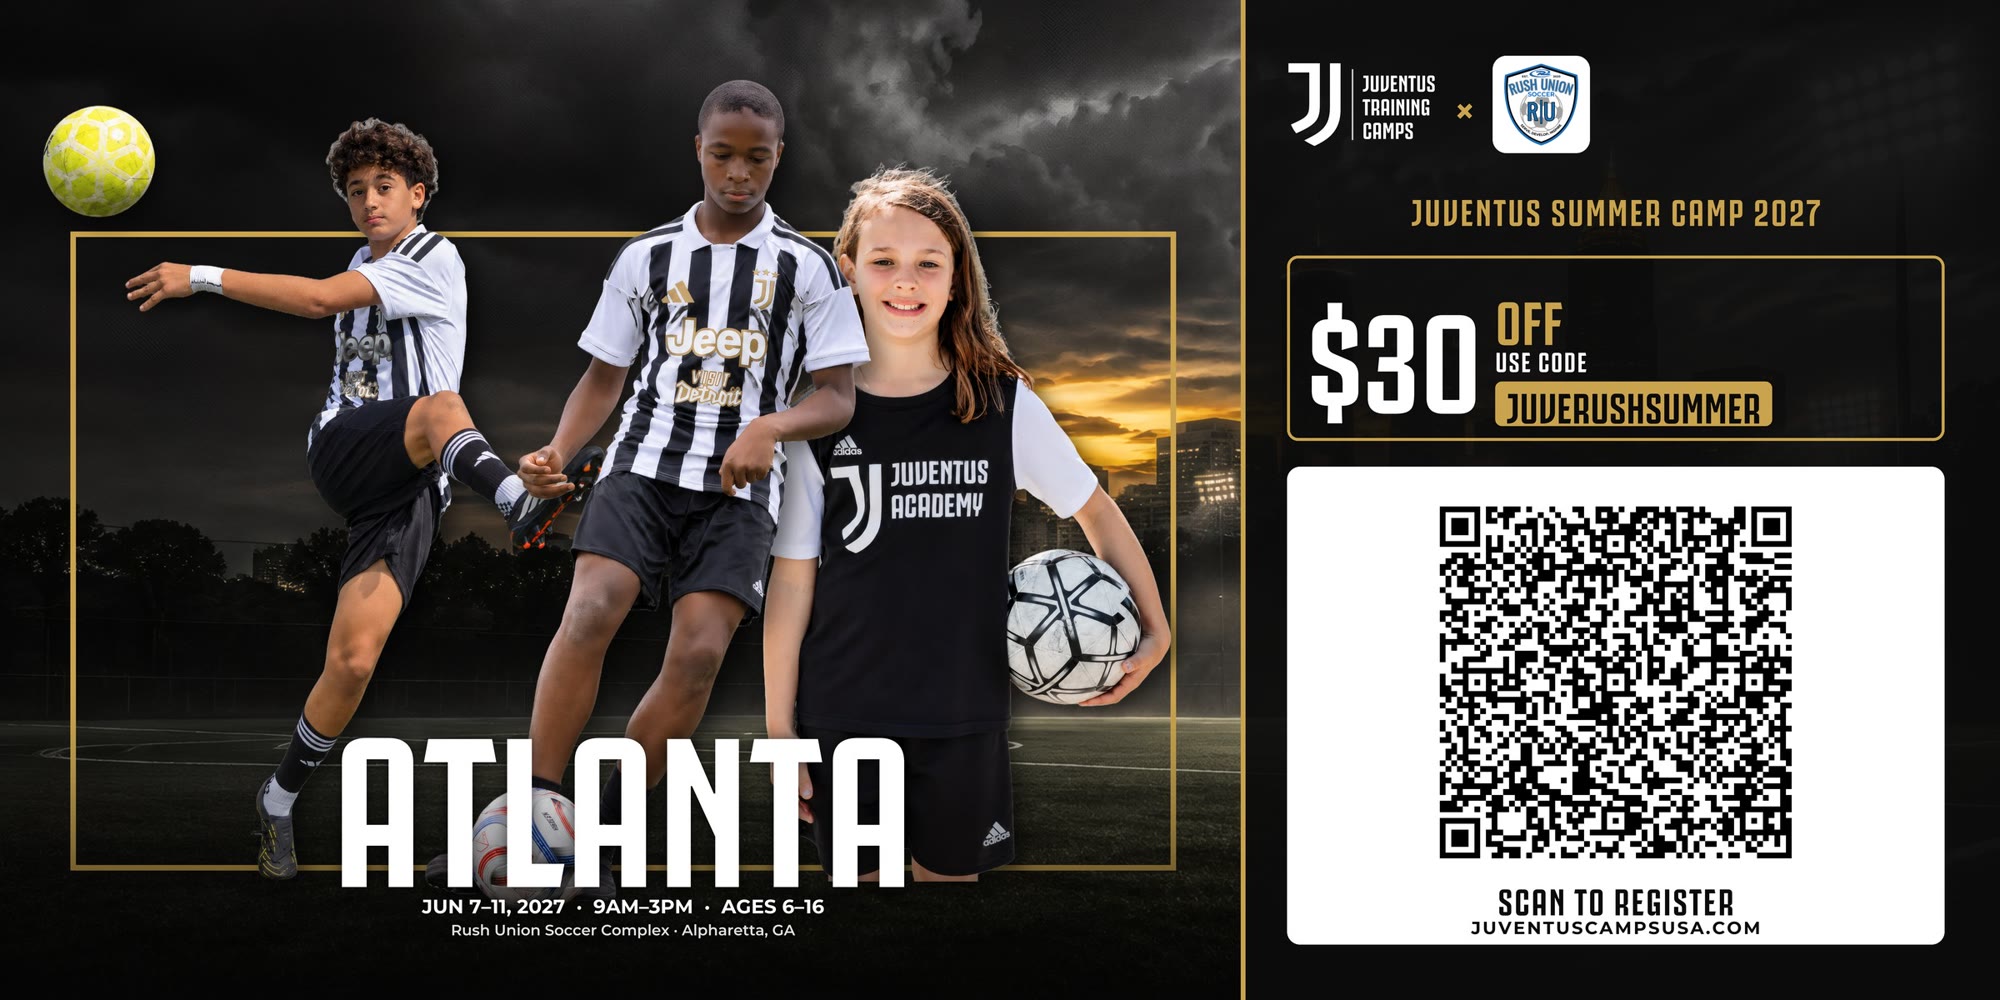 Jeep
VISIT
Detroit
Jeep
adidas
JUVENTUS
ACADEMY
adidas
ATLANTA
JUN 7–11, 2027 · 9AM–3PM · AGES 6–16
Rush Union Soccer Complex · Alpharetta, GA
JUVENTUS
TRAINING
CAMPS
×
RUSH UNION
SOCCER
RU
JUVENTUS SUMMER CAMP 2027
$30 OFF
USE CODE
JUVERUSHSUMMER
SCAN TO REGISTER
JUVENTUSCAMPSUSA.COM